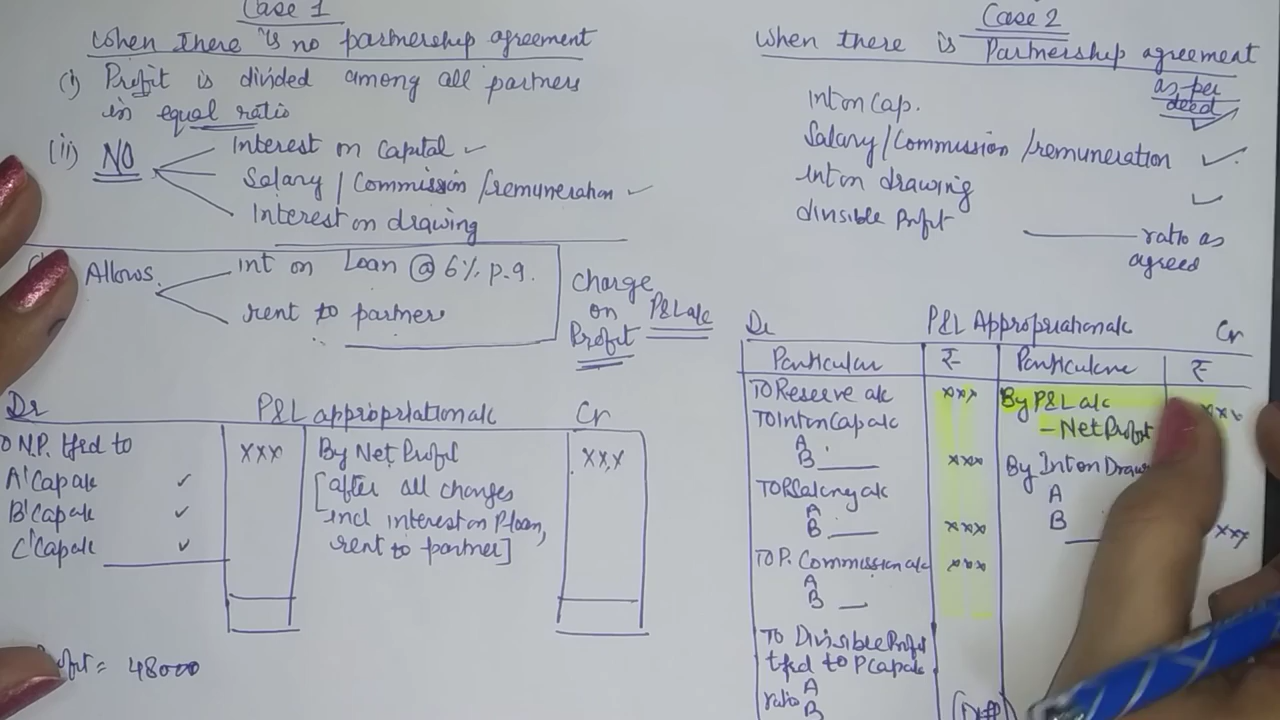 Case 1
When there is no partnership agreement
(i) Profit is divided among all partners
in equal ratio
(ii) NO
Interest on Capital ✓
Salary / Commission / remuneration ✓
Interest on drawing
Allows
int on Loan @ 6% p.a.
rent to partner
Charge
on
Profit
P&L a/c
Dr P&L appropriation a/c Cr
N.P. tfed to xxx By Net Profit xxx
A'Cap a/c ✓ [after all charges
B'Cap a/c ✓ incl interest on P loan,
C'Cap a/c ✓ rent to partner]
= 48000
Case 2
When there is Partnership agreement
as per
deed
Int on Cap.
Salary/Commission/remuneration ✓
Int on drawing ✓
divisible Profit ratio as
agreed
Dr P&L Appropriation a/c Cr
Particular ₹ Particular ₹
To Reserve a/c xxx By P&L a/c xxx
To Int on Cap a/c - Net Profit
A
B xxx By Int on
To P Salary a/c A
A B xxx
B xxx
To P. Commission a/c xxx
A
B
To Divisible Profit
tfed to P Cap a/c
ratio A
B